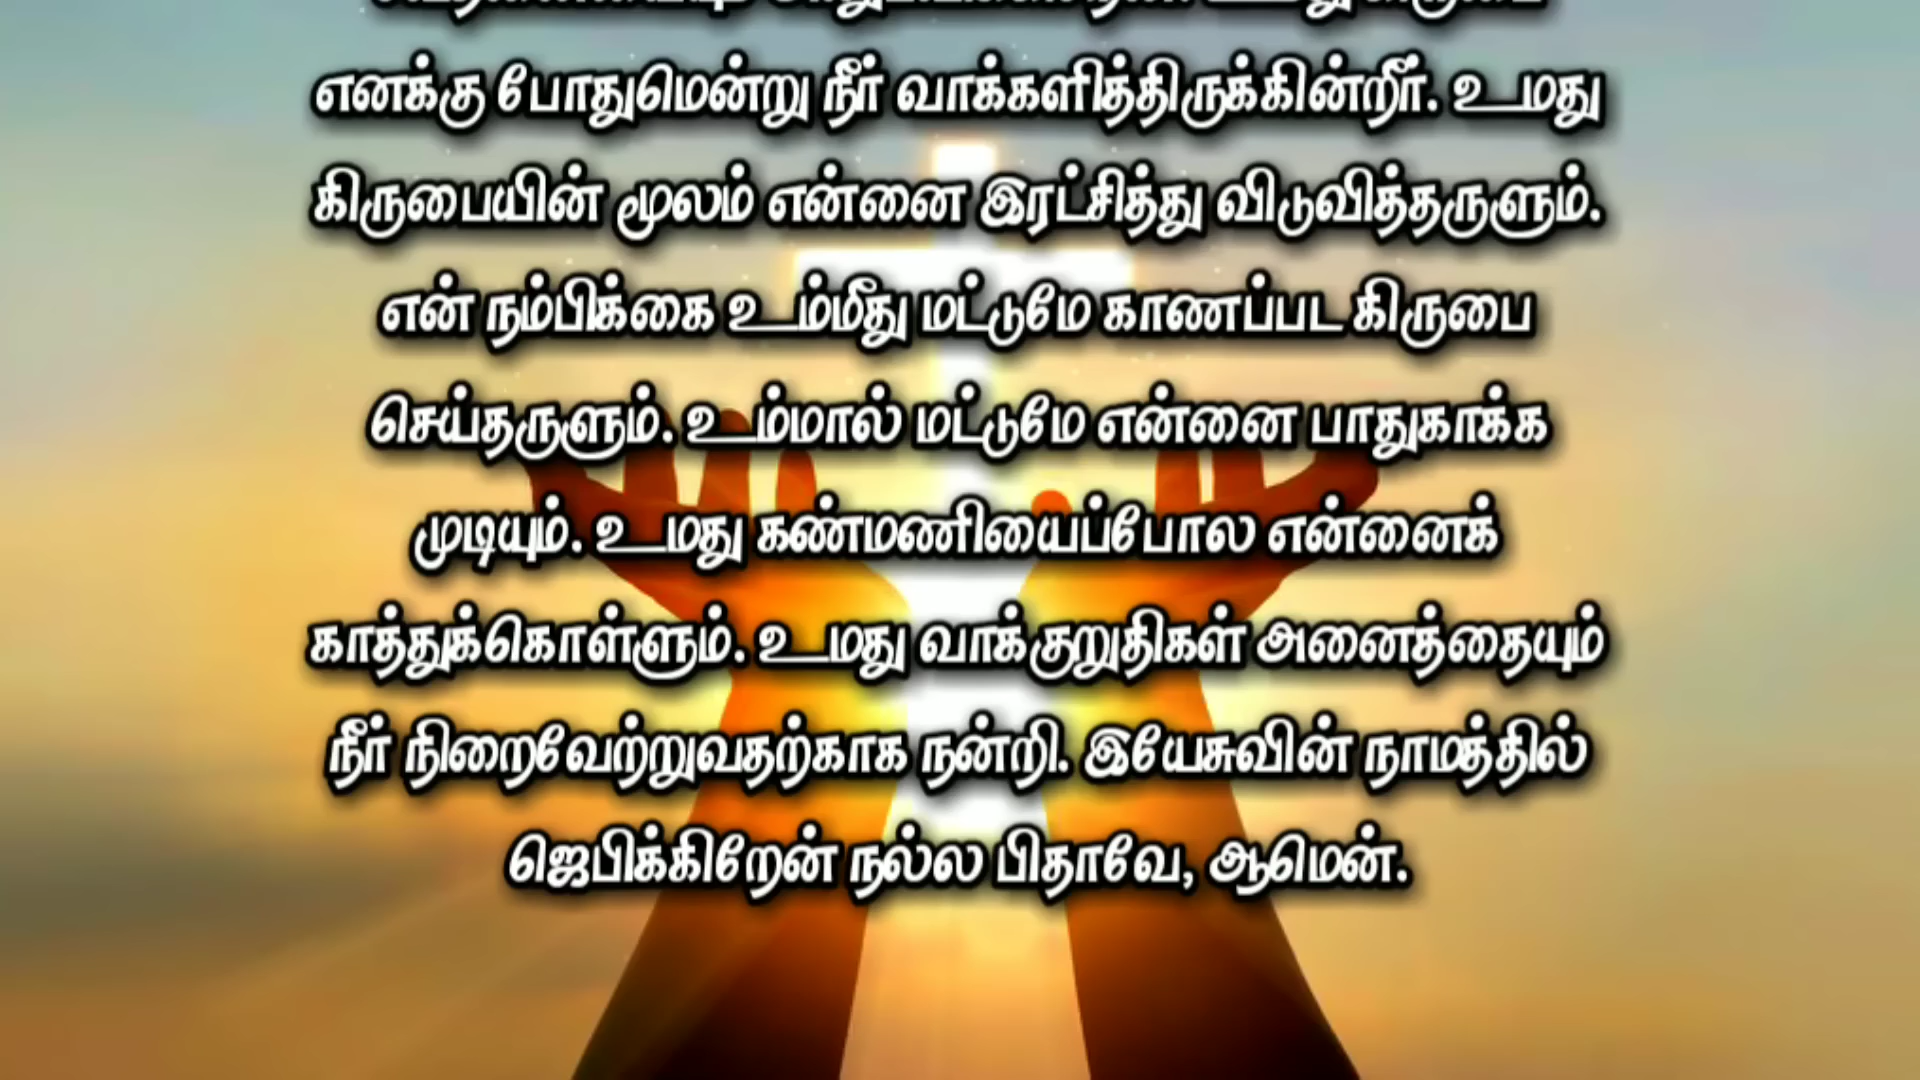 உமது கிருபை
எனக்கு போதுமென்று நீர் வாக்களித்திருக்கின்றீர். உமது
கிருபையின் மூலம் என்னை இரட்சித்து விடுவித்தருளும்.
என் நம்பிக்கை உம்மீது மட்டுமே காணப்பட கிருபை
செய்தருளும். உம்மால் மட்டுமே என்னை பாதுகாக்க
முடியும். உமது கண்மணியைப்போல என்னைக்
காத்துக்கொள்ளும். உமது வாக்குறுதிகள் அனைத்தையும்
நீர் நிறைவேற்றுவதற்காக நன்றி. இயேசுவின் நாமத்தில்
ஜெபிக்கிறேன் நல்ல பிதாவே, ஆமென்.